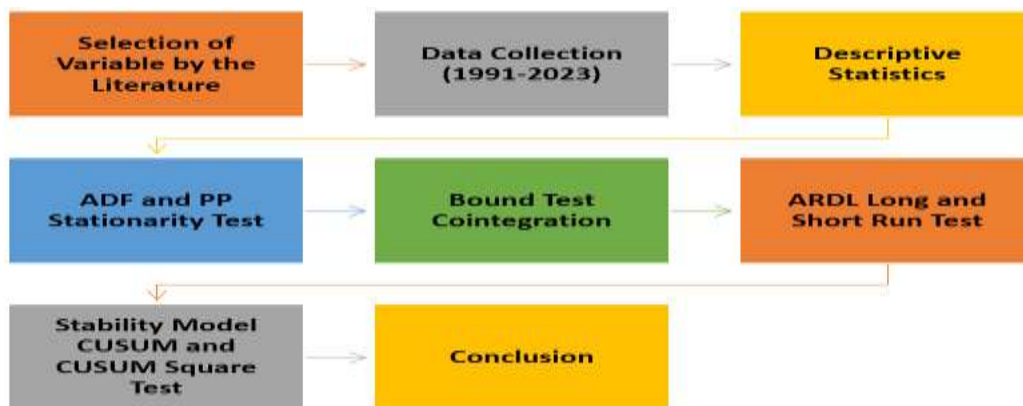 Selection of
Variable by the
Literature
Data Collection
(1991-2023)
Descriptive
Statistics
ADF and PP
Stationarity Test
Bound Test
Cointegration
ARDL Long and
Short Run Test
Stability Model
CUSUM and
CUSUM Square
Test
Conclusion